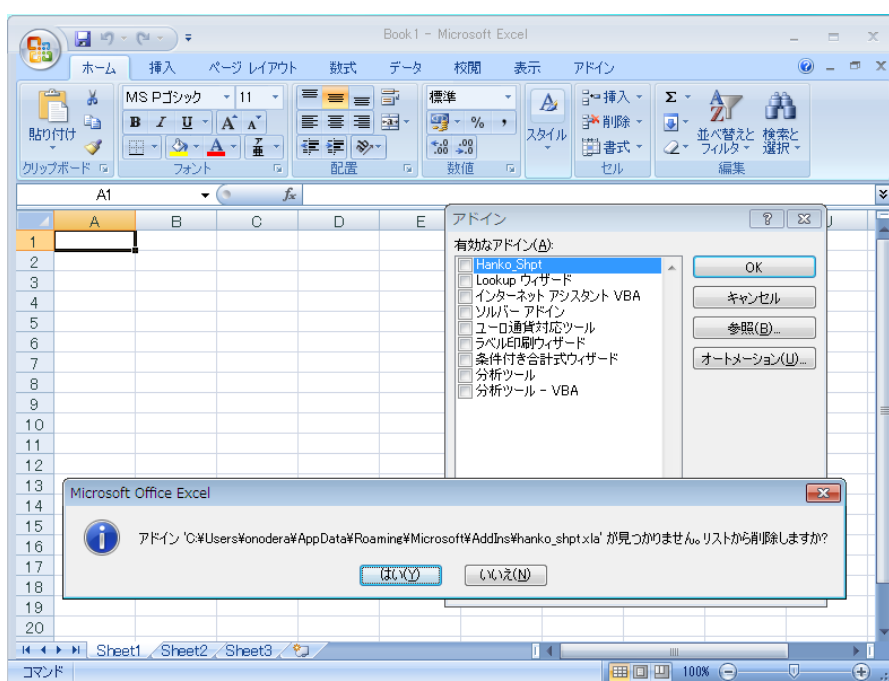 Book1 - Microsoft Excel
ホーム 挿入 ページ レイアウト 数式 データ 校閲 表示 アドイン
貼り付け
MS Pゴシック 11
B I U A A
A 亜
標準
% ,
スタイル
挿入
削除
書式
Σ
並べ替えと
フィルタ
検索と
選択
クリップボード フォント 配置 数値 セル 編集
A1 fx
A B C D E J
1
2
3
4
5
6
7
8
9
10
11
12
13
14
15
16
17
18
19
20
アドイン
有効なアドイン(A):
Hanko_Shpt
Lookup ウィザード
インターネット アシスタント VBA
ソルバー アドイン
ユーロ通貨対応ツール
ラベル印刷ウィザード
条件付き合計式ウィザード
分析ツール
分析ツール - VBA
OK
キャンセル
参照(B)...
オートメーション(U)...
Microsoft Office Excel
アドイン 'C:¥Users¥onodera¥AppData¥Roaming¥Microsoft¥AddIns¥hanko_shpt.xla' が見つかりません。リストから削除しますか?
はい(Y) いいえ(N)
Sheet1 Sheet2 Sheet3
コマンド 100%